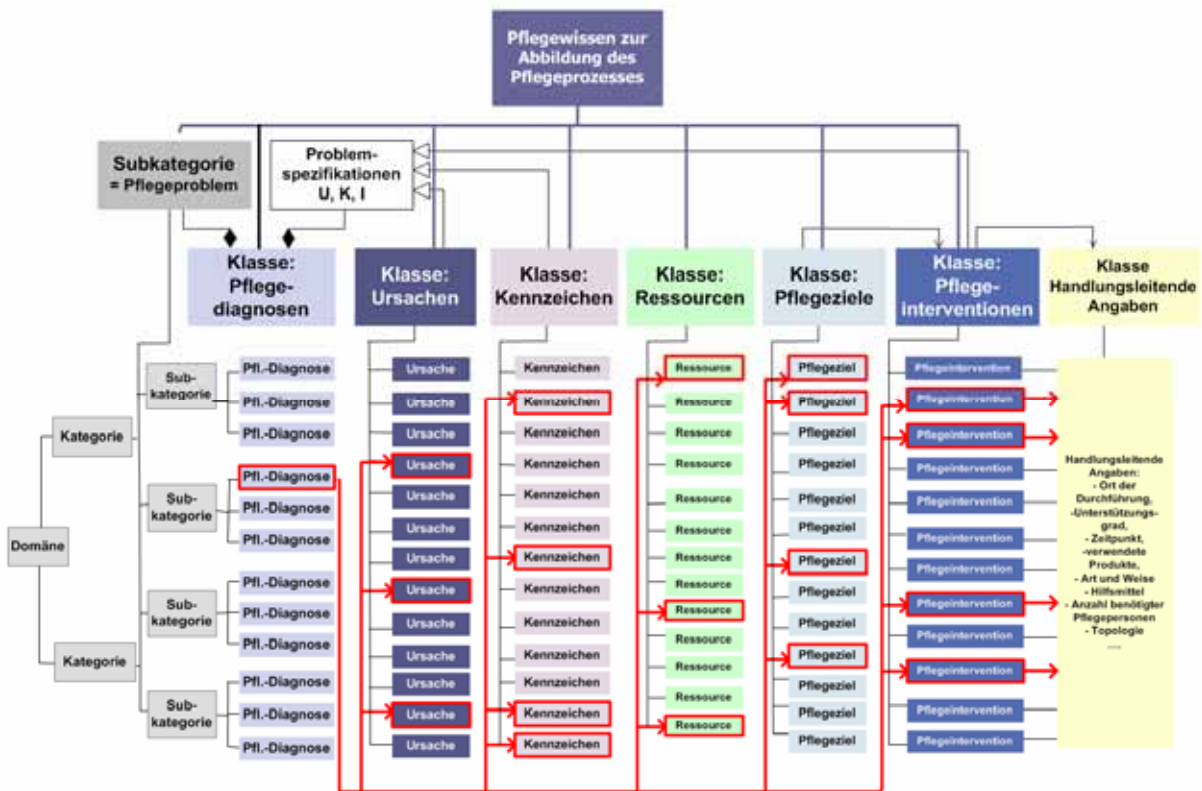 Pflegewissen zur
Abbildung des
Pflegeprozesses
Subkategorie
= Pflegeproblem
Problem-
spezifikationen
U, K, I
Klasse:
Pflege-
diagnosen
Klasse:
Ursachen
Klasse:
Kennzeichen
Klasse:
Ressourcen
Klasse:
Pflegeziele
Klasse:
Pflege-
interventionen
Klasse
Handlungsleitende
Angaben
Domäne
Kategorie
Kategorie
Sub-
kategorie
Sub-
kategorie
Sub-
kategorie
Sub-
kategorie
Pfl.-Diagnose
Pfl.-Diagnose
Pfl.-Diagnose
Pfl.-Diagnose
Pfl.-Diagnose
Pfl.-Diagnose
Pfl.-Diagnose
Pfl.-Diagnose
Pfl.-Diagnose
Pfl.-Diagnose
Pfl.-Diagnose
Pfl.-Diagnose
Ursache
Ursache
Ursache
Ursache
Ursache
Ursache
Ursache
Ursache
Ursache
Ursache
Ursache
Ursache
Ursache
Kennzeichen
Kennzeichen
Kennzeichen
Kennzeichen
Kennzeichen
Kennzeichen
Kennzeichen
Kennzeichen
Kennzeichen
Kennzeichen
Kennzeichen
Kennzeichen
Kennzeichen
Ressource
Ressource
Ressource
Ressource
Ressource
Ressource
Ressource
Ressource
Ressource
Ressource
Ressource
Ressource
Ressource
Pflegeziel
Pflegeziel
Pflegeziel
Pflegeziel
Pflegeziel
Pflegeziel
Pflegeziel
Pflegeziel
Pflegeziel
Pflegeziel
Pflegeziel
Pflegeziel
Pflegeziel
Pflegeintervention
Pflegeintervention
Pflegeintervention
Pflegeintervention
Pflegeintervention
Pflegeintervention
Pflegeintervention
Pflegeintervention
Pflegeintervention
Pflegeintervention
Pflegeintervention
Pflegeintervention
Handlungsleitende
Angaben:
- Ort der
Durchführung,
-Unterstützungs-
grad,
- Zeitpunkt,
-verwendete
Produkte,
- Art und Weise
- Hilfsmittel
- Anzahl benötigter
Pflegepersonen
- Topologie
....